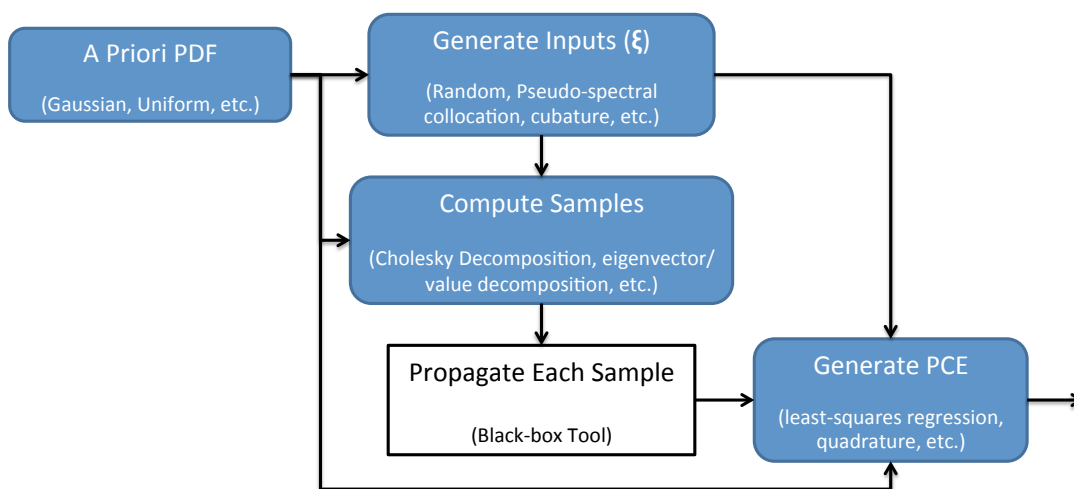 A Priori PDF
(Gaussian, Uniform, etc.)
Generate Inputs (ξ)
(Random, Pseudo-spectral
collocation, cubature, etc.)
Compute Samples
(Cholesky Decomposition, eigenvector/
value decomposition, etc.)
Propagate Each Sample
(Black-box Tool)
Generate PCE
(least-squares regression,
quadrature, etc.)